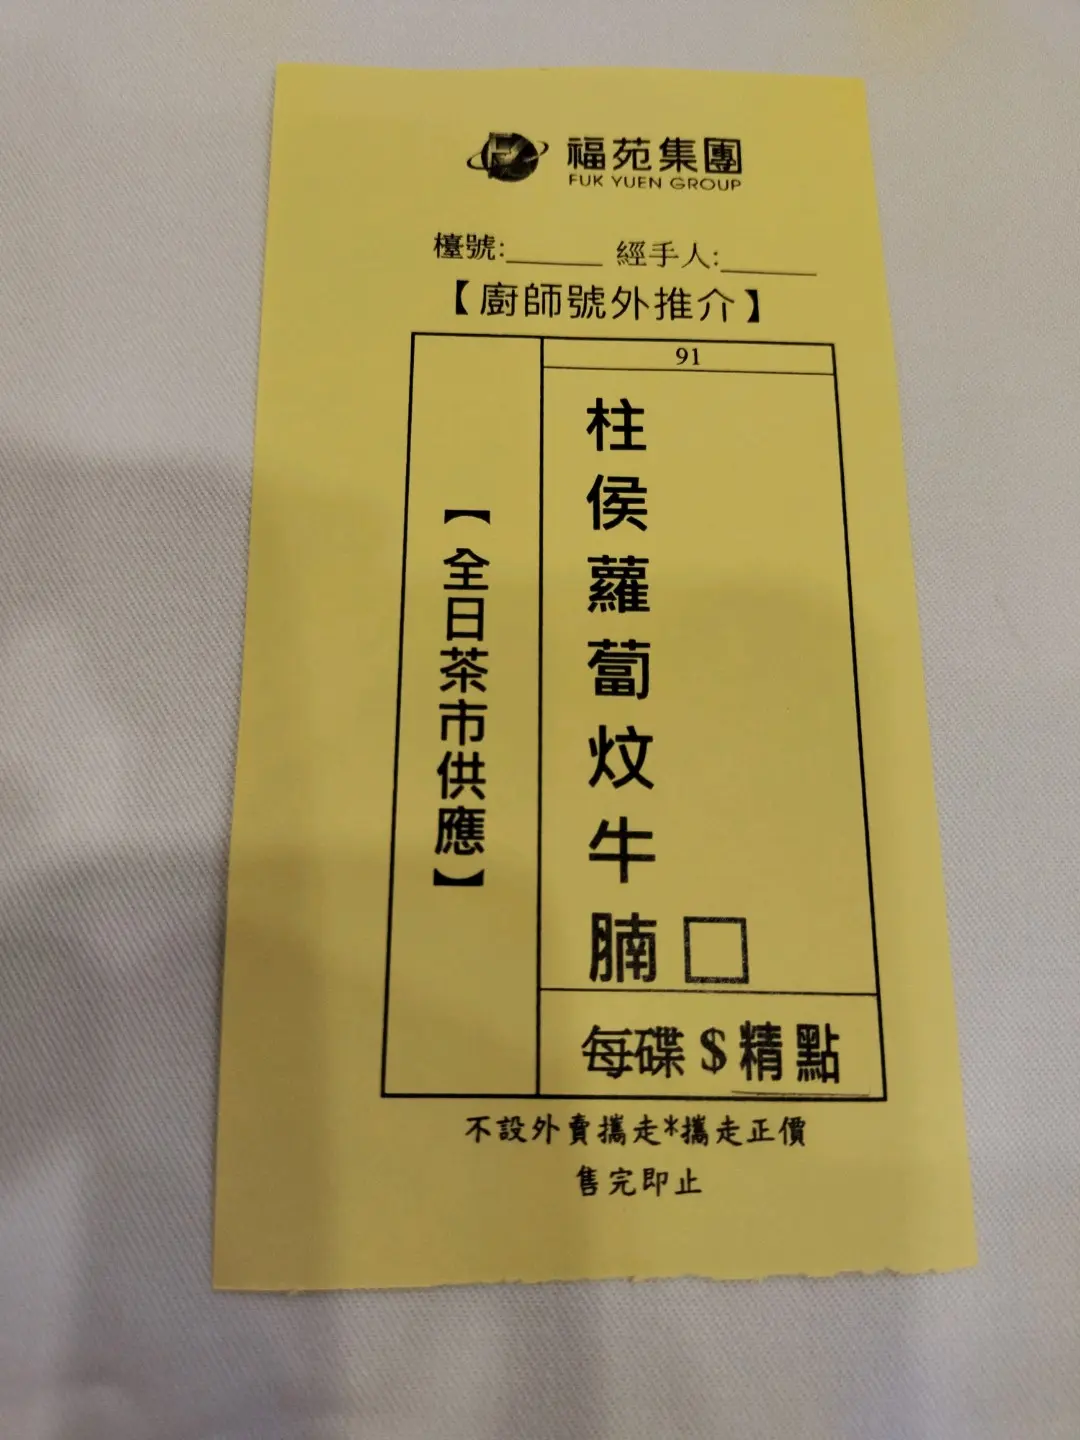 福苑集團
FUK YUEN GROUP
檯號:______ 經手人:______
【廚師號外推介】
91
柱侯蘿蔔炆牛腩□
【全日茶市供應】
每碟$精點
不設外賣攜走*攜走正價
售完即止